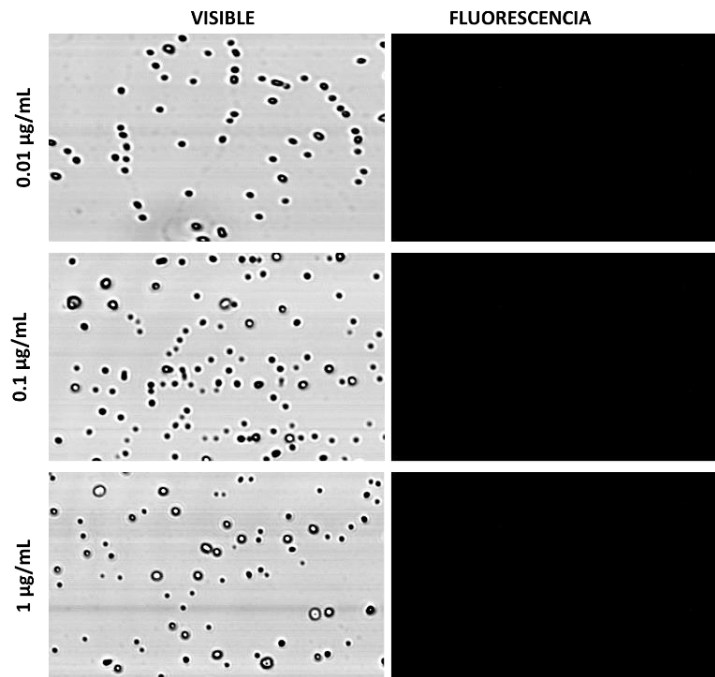 VISIBLE
FLUORESCENCIA
0.01 µg/mL
0.1 µg/mL
1 µg/mL